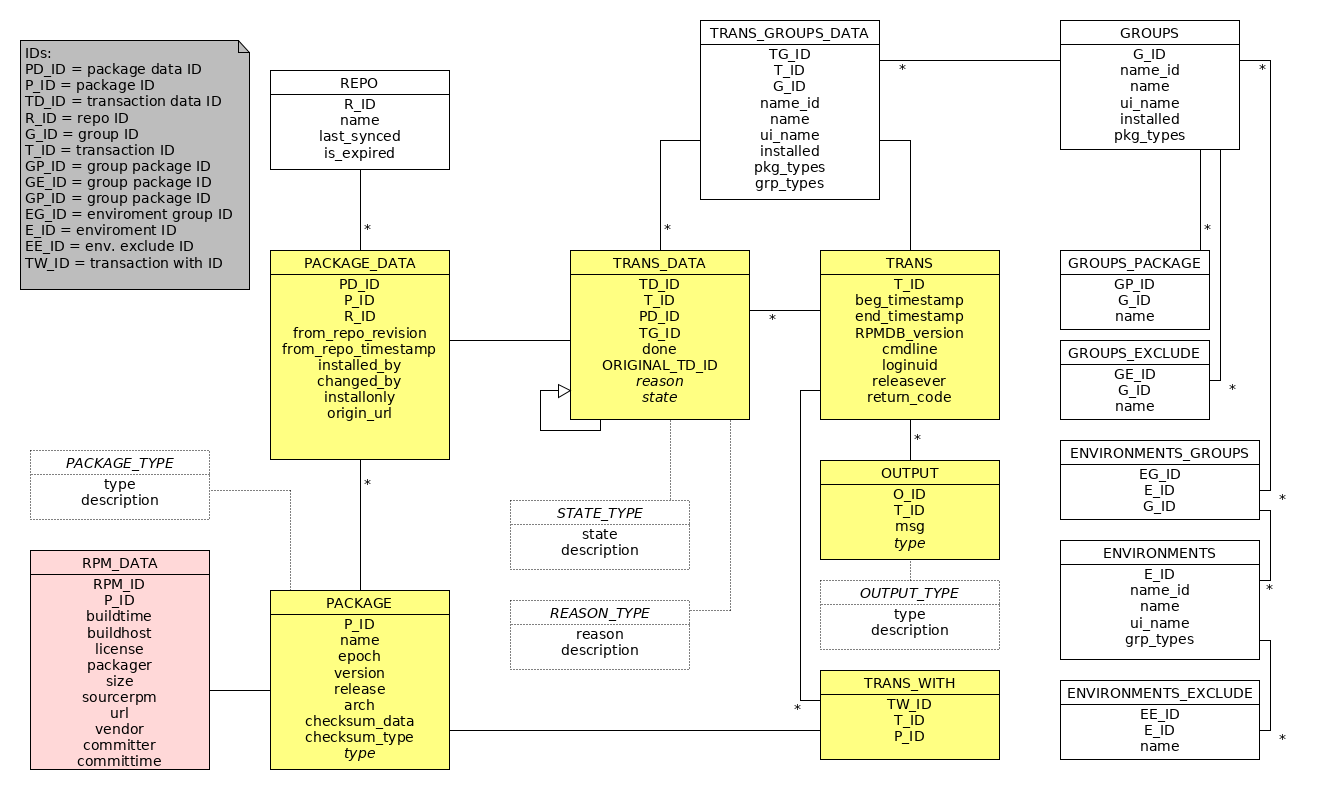 IDs:
PD_ID = package data ID
P_ID = package ID
TD_ID = transaction data ID
R_ID = repo ID
G_ID = group ID
T_ID = transaction ID
GP_ID = group package ID
GE_ID = group package ID
GP_ID = group package ID
EG_ID = enviroment group ID
E_ID = enviroment ID
EE_ID = env. exclude ID
TW_ID = transaction with ID
REPO
R_ID
name
last_synced
is_expired
*
TRANS_GROUPS_DATA
TG_ID
T_ID
G_ID
name_id
name
ui_name
installed
pkg_types
grp_types
*
*
GROUPS
G_ID
name_id
name
ui_name
installed
pkg_types
*
*
PACKAGE_DATA
PD_ID
P_ID
R_ID
from_repo_revision
from_repo_timestamp
installed_by
changed_by
installonly
origin_url
*
TRANS_DATA
TD_ID
T_ID
PD_ID
TG_ID
done
ORIGINAL_TD_ID
reason
state
*
TRANS
T_ID
beg_timestamp
end_timestamp
RPMDB_version
cmdline
loginuid
releasever
return_code
*
GROUPS_PACKAGE
GP_ID
G_ID
name
GROUPS_EXCLUDE
GE_ID
G_ID
name
*
PACKAGE_TYPE
type
description
STATE_TYPE
state
description
OUTPUT
O_ID
T_ID
msg
type
ENVIRONMENTS_GROUPS
EG_ID
E_ID
G_ID
*
RPM_DATA
RPM_ID
P_ID
buildtime
buildhost
license
packager
size
sourcerpm
url
vendor
committer
committime
PACKAGE
P_ID
name
epoch
version
release
arch
checksum_data
checksum_type
type
REASON_TYPE
reason
description
OUTPUT_TYPE
type
description
ENVIRONMENTS
E_ID
name_id
name
ui_name
grp_types
*
TRANS_WITH
TW_ID
T_ID
P_ID
*
ENVIRONMENTS_EXCLUDE
EE_ID
E_ID
name
*